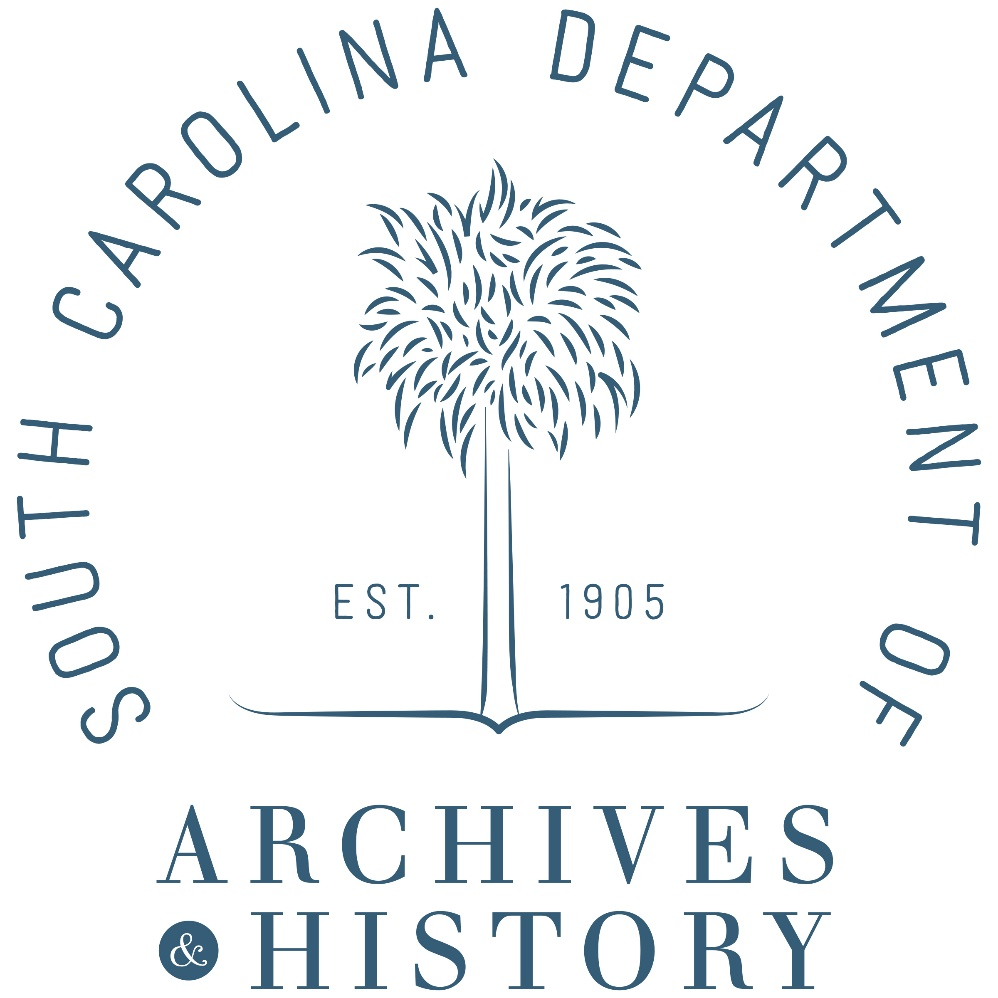 SOUTH CAROLINA DEPARTMENT OF
EST. 1905
ARCHIVES
& HISTORY